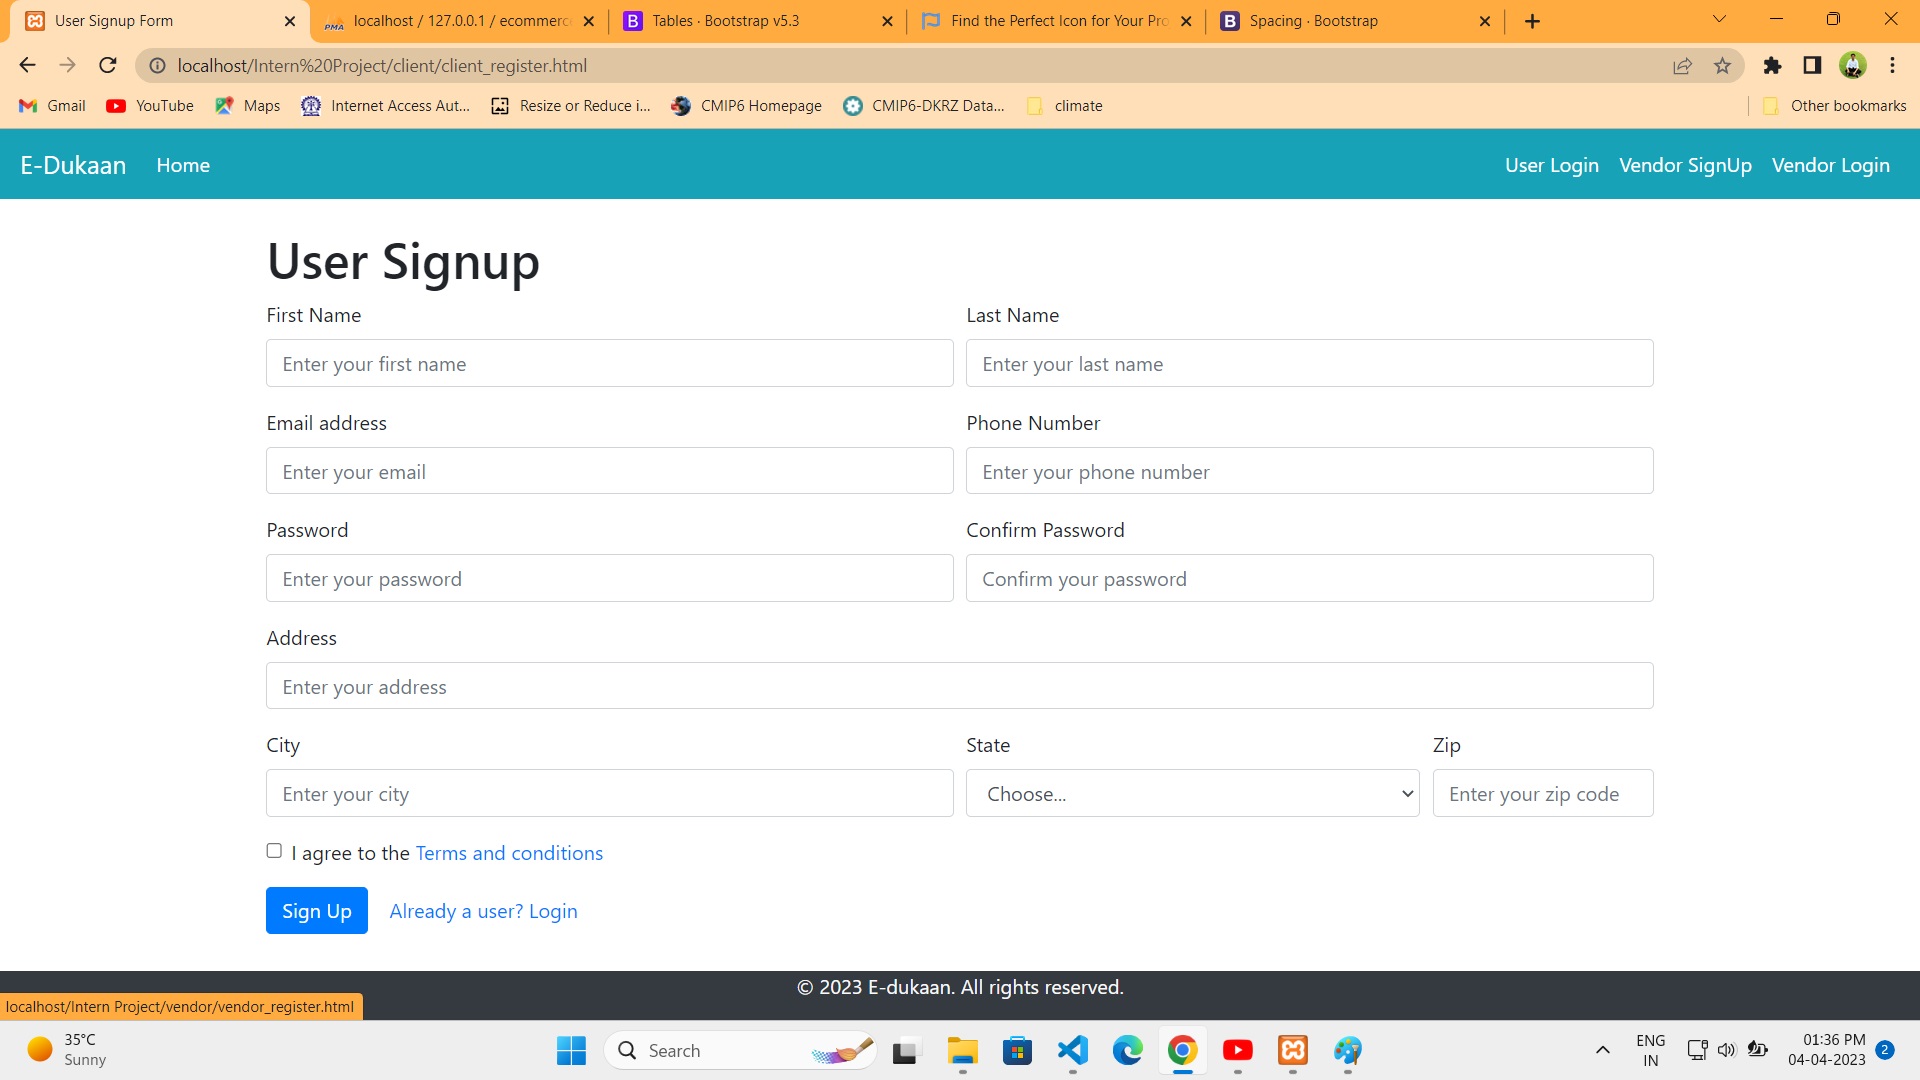 User Signup Form
localhost / 127.0.0.1 / ecommerc
Tables · Bootstrap v5.3
Find the Perfect Icon for Your Pro
Spacing · Bootstrap
localhost/Intern%20Project/client/client_register.html
Gmail
YouTube
Maps
Internet Access Aut...
Resize or Reduce i...
CMIP6 Homepage
CMIP6-DKRZ Data...
climate
Other bookmarks
E-Dukaan
Home
User Login
Vendor SignUp
Vendor Login
User Signup
First Name
Last Name
Enter your first name
Enter your last name
Email address
Phone Number
Enter your email
Enter your phone number
Password
Confirm Password
Enter your password
Confirm your password
Address
Enter your address
City
State
Zip
Enter your city
Choose...
Enter your zip code
I agree to the Terms and conditions
Sign Up
Already a user? Login
© 2023 E-dukaan. All rights reserved.
localhost/Intern Project/vendor/vendor_register.html
35°C
Sunny
Search
ENG
IN
01:36 PM
04-04-2023
2